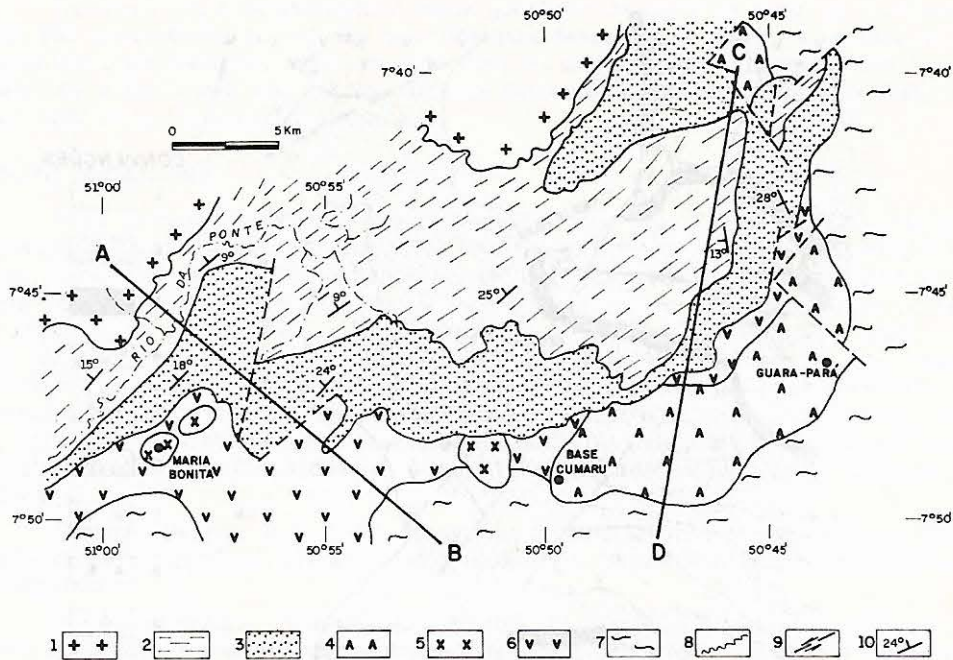 50°50' 50°45'
7°40' C 7°40'
0 5 Km
51°00' 50°55'
28°
A PONTE
DA
9° 13°
7°45' 9° 25° 7°45'
RIO
15° 18° GUARA-PARA
24°
MARIA BONITA
BASE CUMARU
7°50' 7°50'
51°00' 50°55' B 50°50' D 50°45'
1 2 3 4 5 6 7 8 9 10 24°
CONVENÇÕES